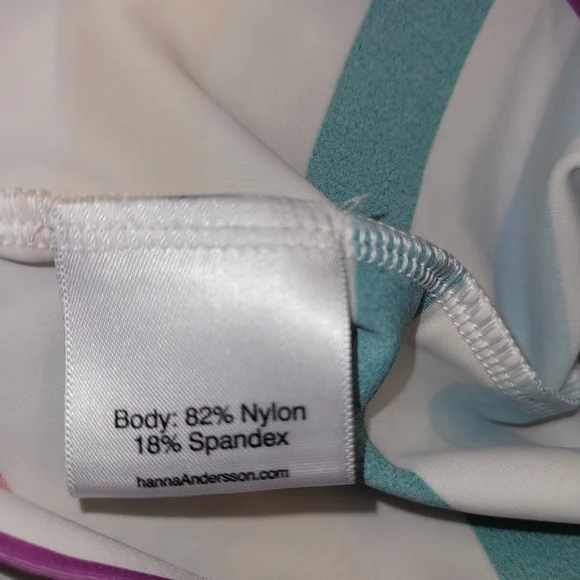 Body: 82% Nylon
18% Spandex
hannaAndersson.com